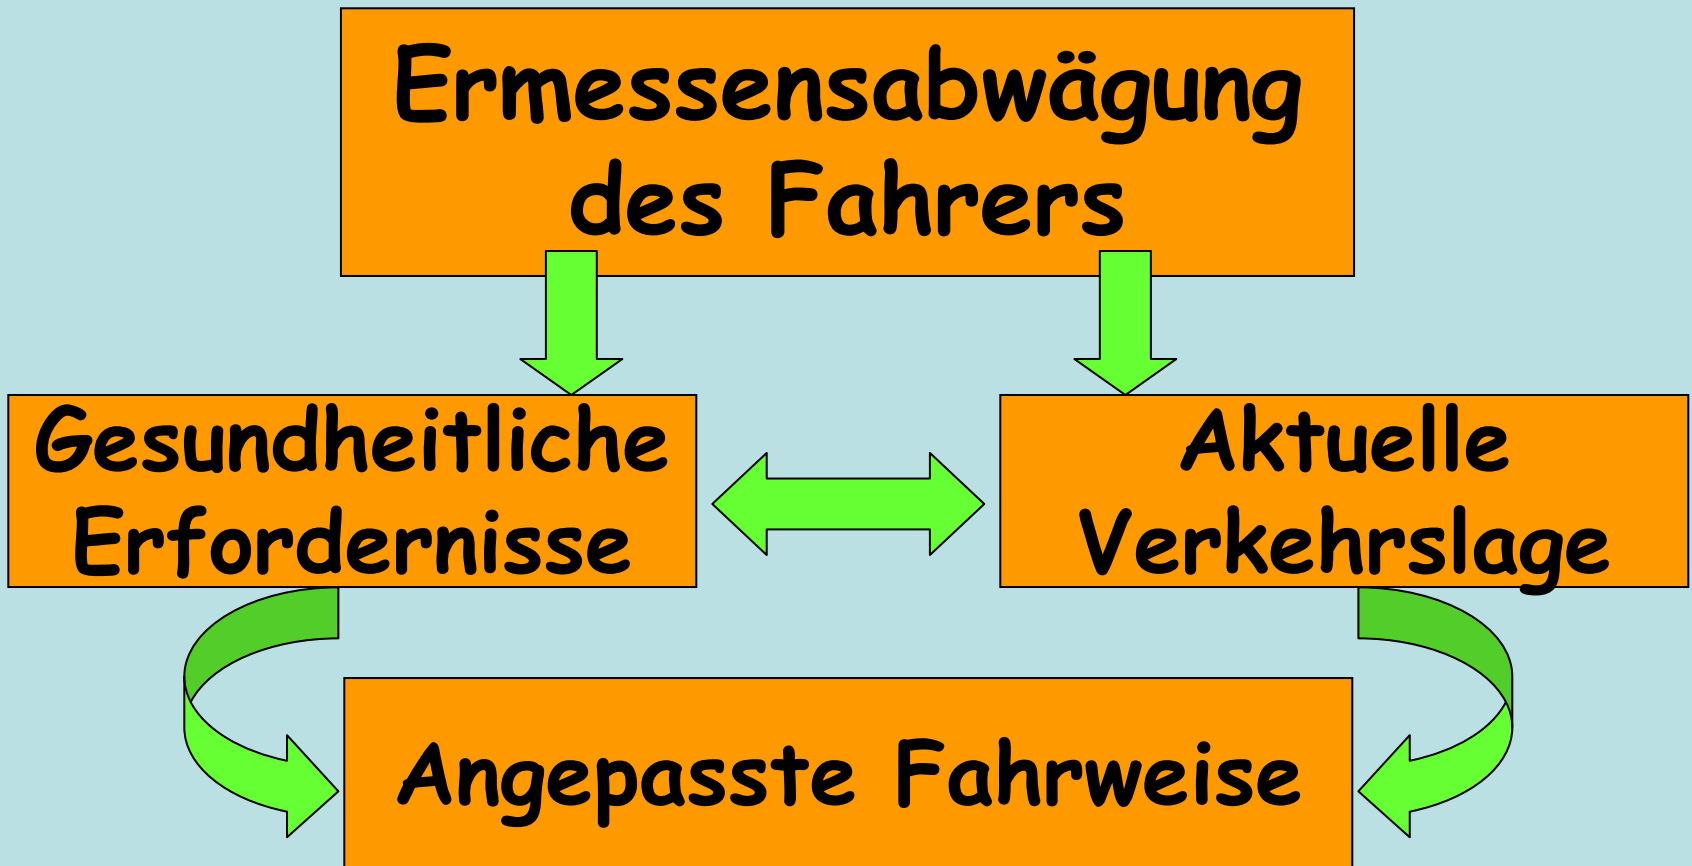 Ermessensabwägung
des Fahrers
Gesundheitliche
Erfordernisse
Aktuelle
Verkehrslage
Angepasste Fahrweise